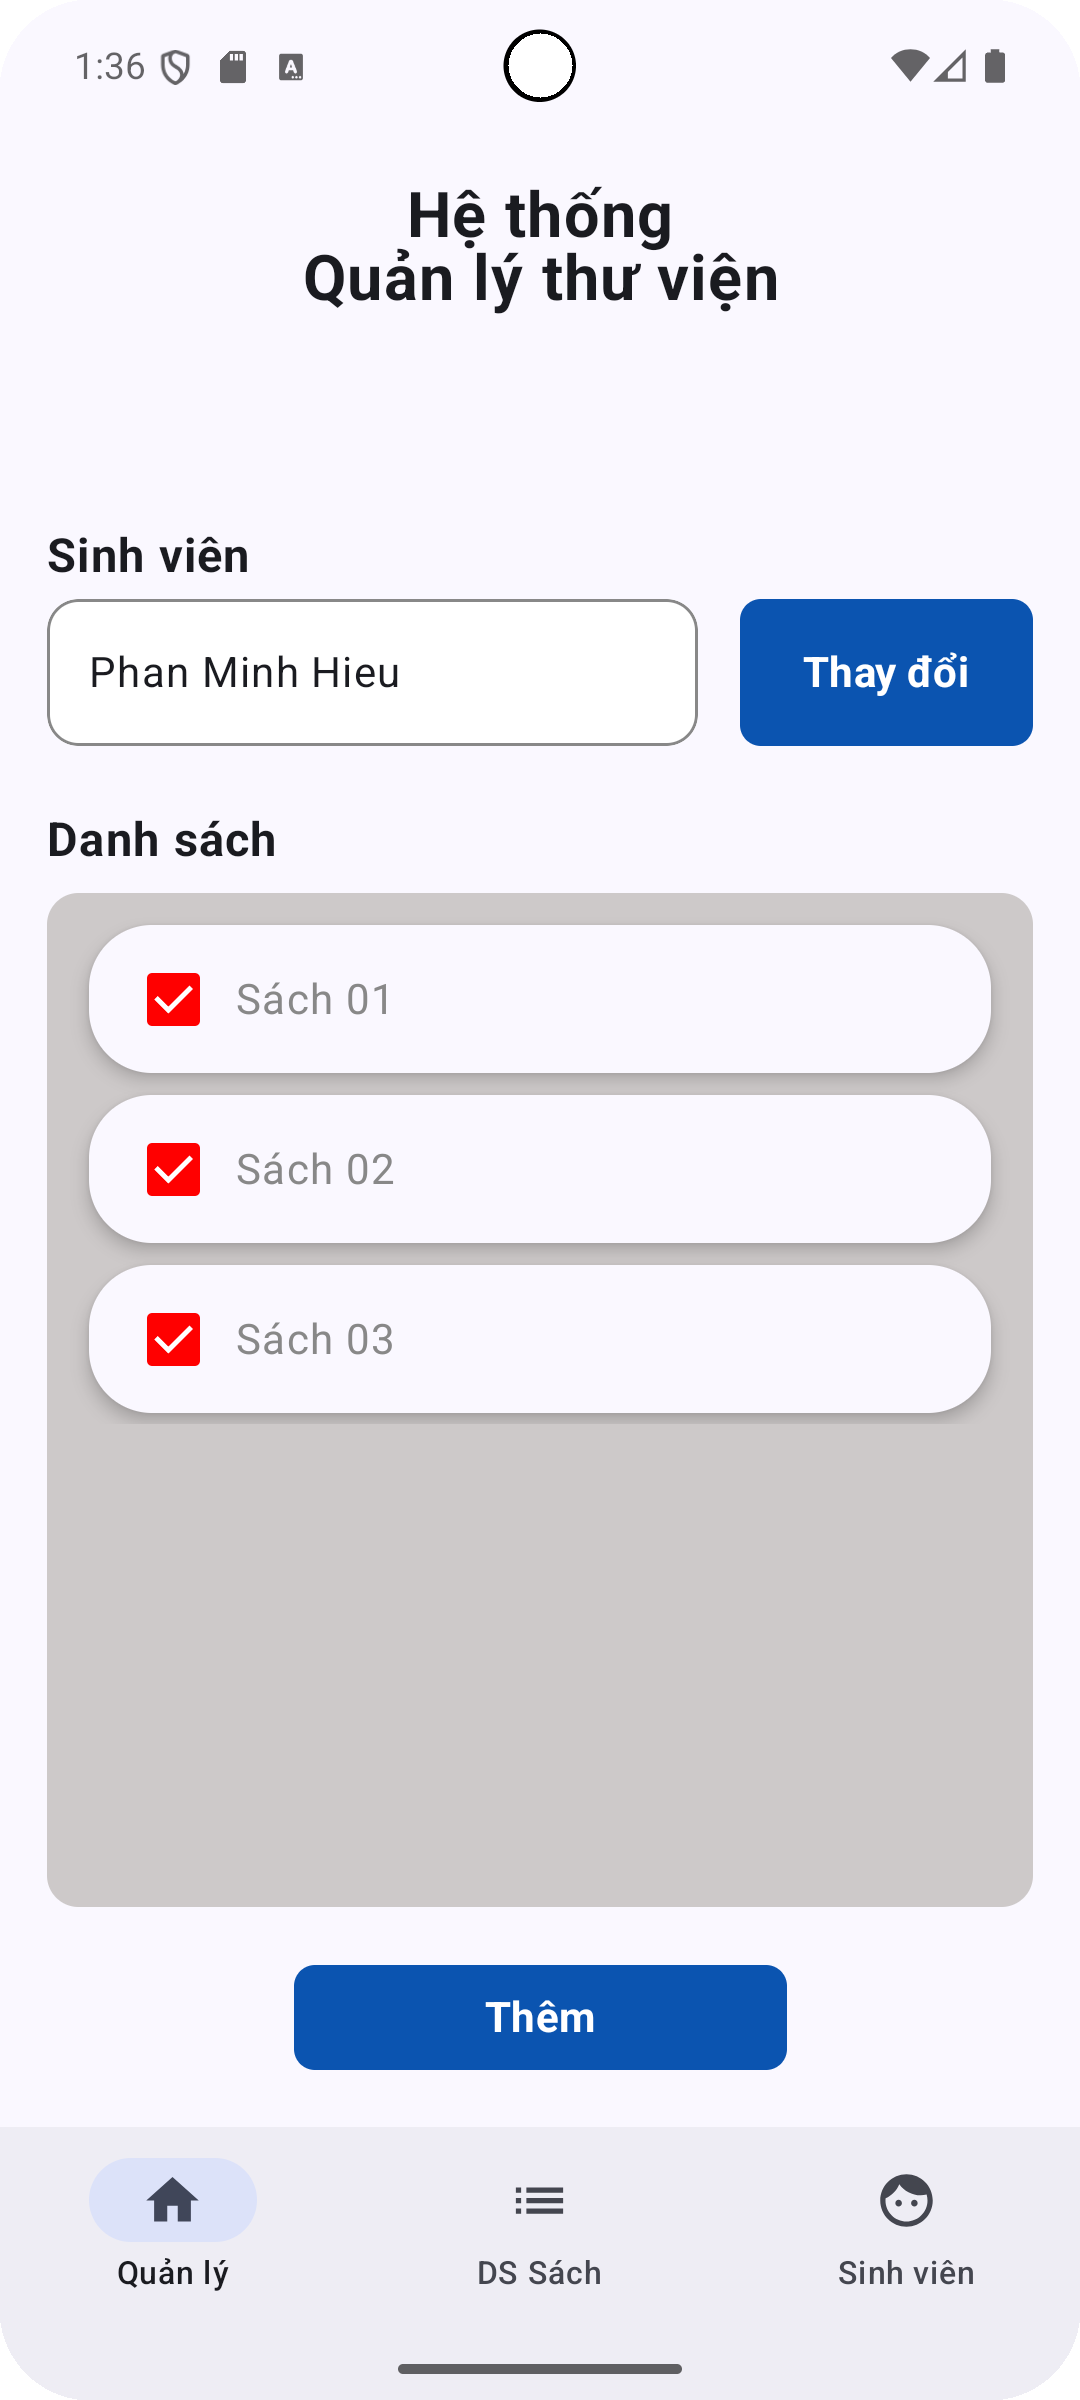 1:36
Hệ thống
Quản lý thư viện
Sinh viên
Phan Minh Hieu
Thay đổi
Danh sách
Sách 01
Sách 02
Sách 03
Thêm
Quản lý
DS Sách
Sinh viên